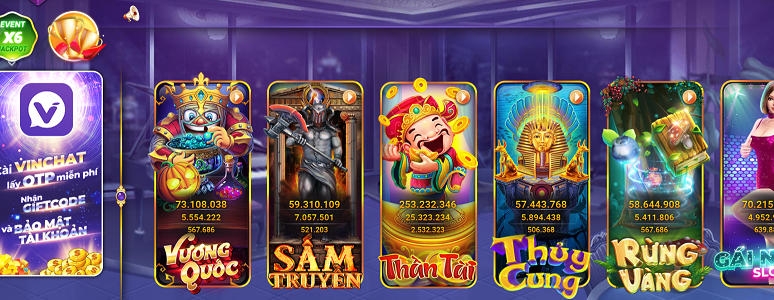 EVENT
X6
JACKPOT
V
Cài VINCHAT
lấy OTP miễn phí
Nhận
GIFTCODE
và BẢO MẬT
TÀI KHOẢN
73.108.038
5.554.222
567.686
VƯƠNG
QUỐC
59.310.109
7.057.501
521.203
SẤM
TRUYỀN
253.232.346
25.323.234
2.532.323
Thần Tài
57.443.768
5.894.438
506.368
Thủy
Cung
58.644.908
5.411.806
567.686
RỪNG
VÀNG
70.215
4.952
639.8
GÁI N
SLO